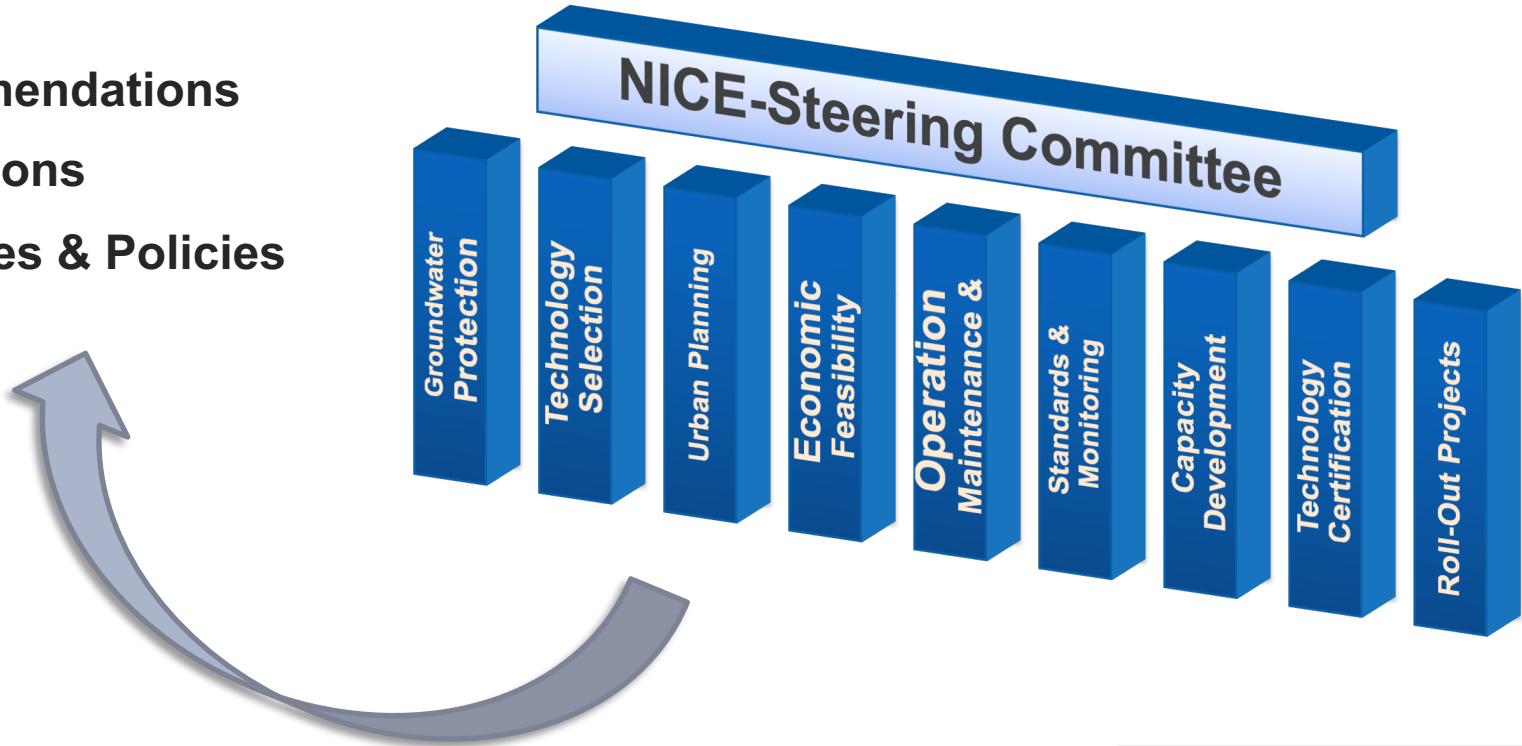 mendations
ons
es & Policies
NICE-Steering Committee
Groundwater
Protection
Technology
Selection
Urban Planning
Economic
Feasibility
Operation
Maintenance &
Standards &
Monitoring
Capacity
Development
Technology
Certification
Roll-Out Projects